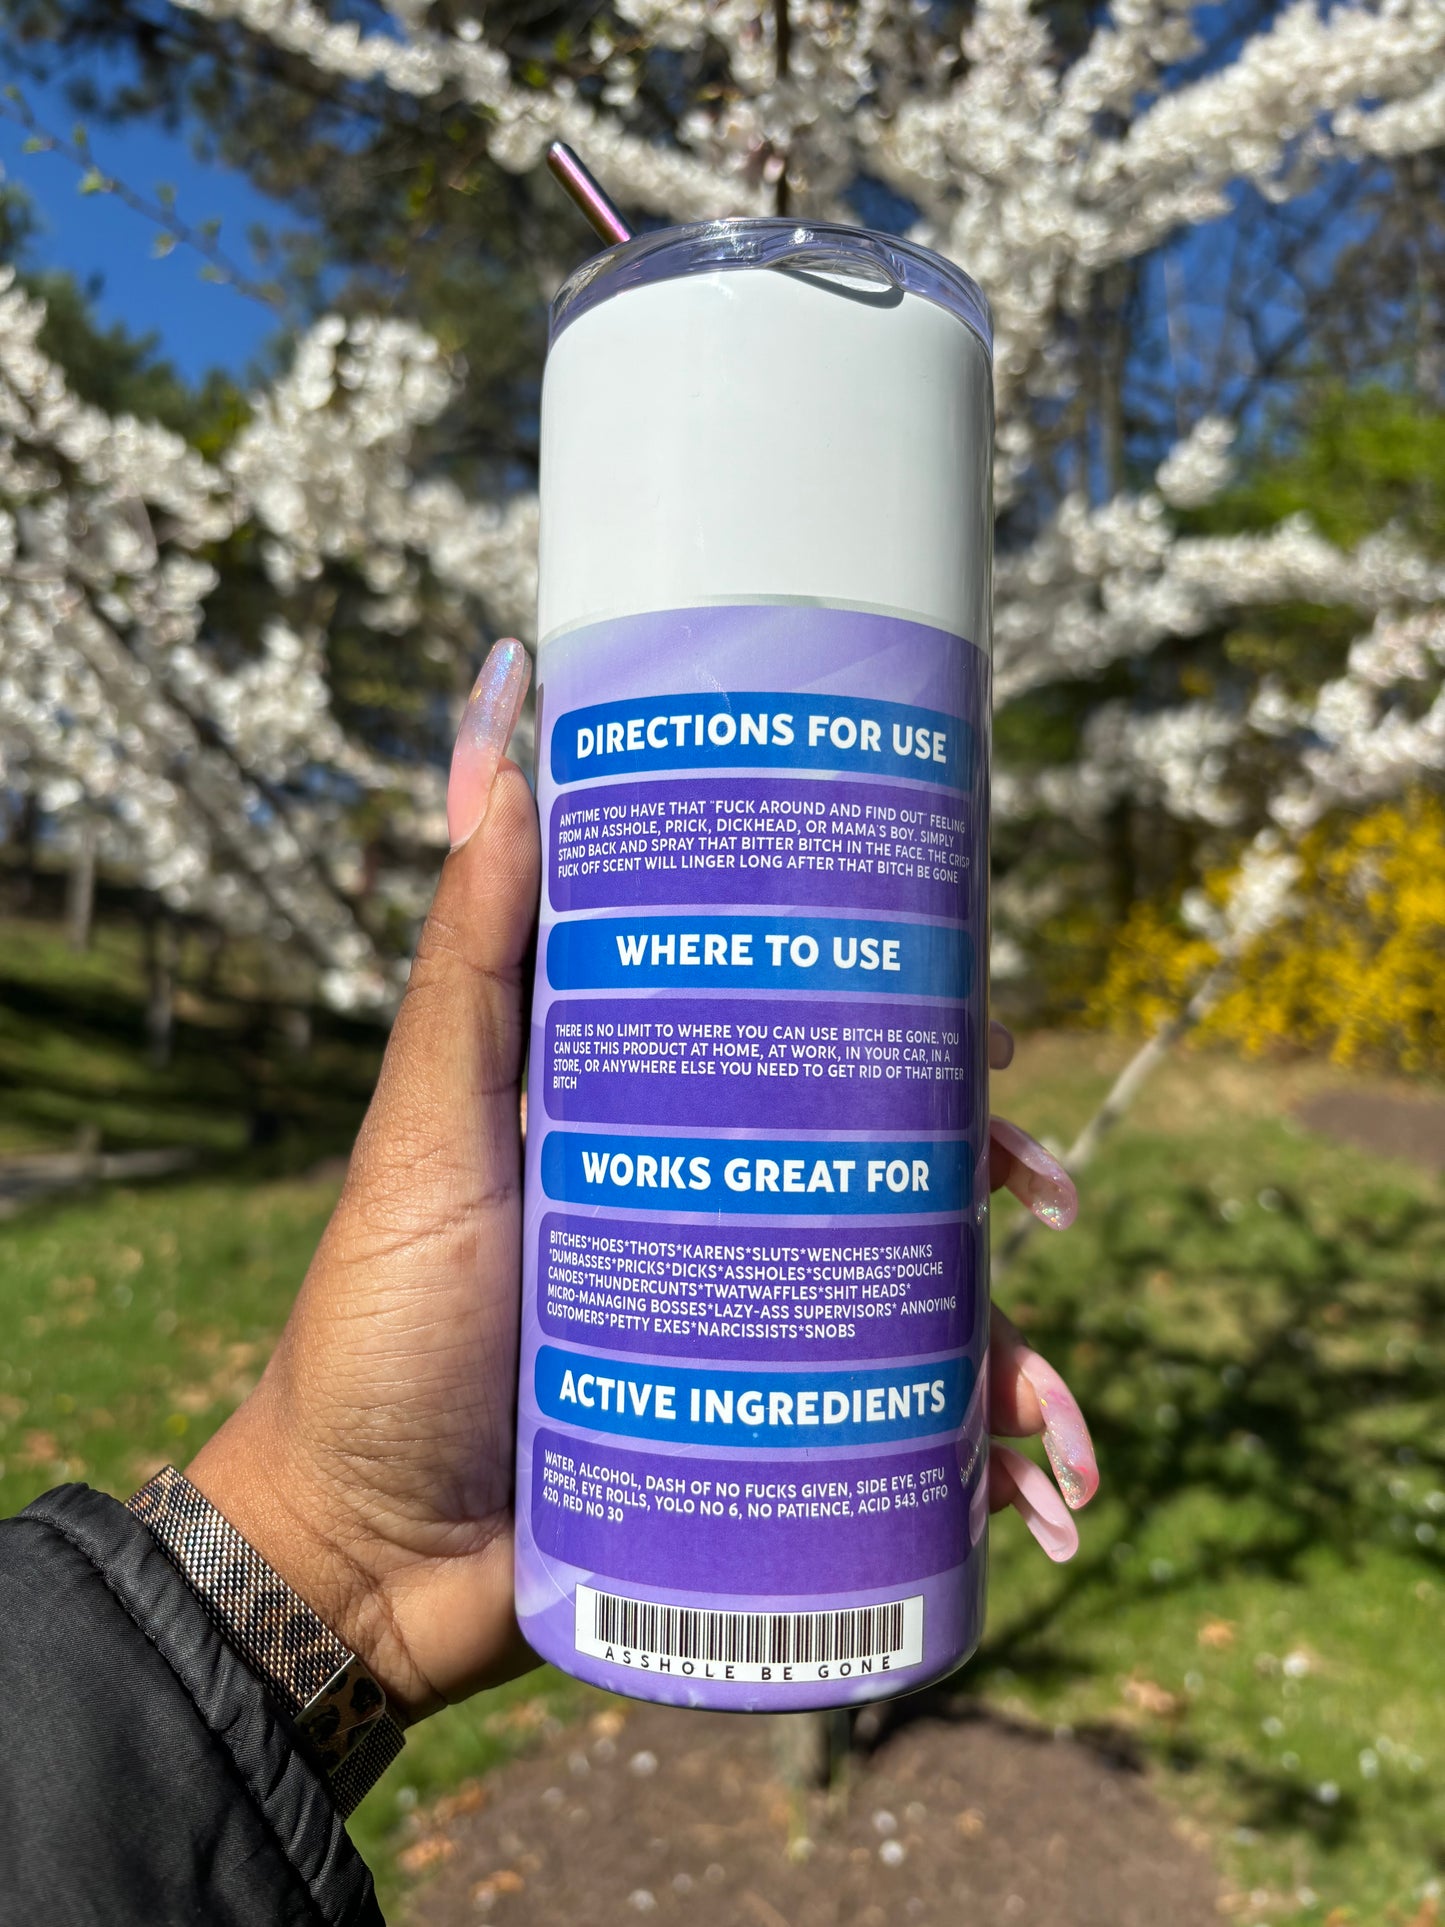 DIRECTIONS FOR USE
ANYTIME YOU HAVE THAT "FUCK AROUND AND FIND OUT" FEELING
FROM AN ASSHOLE, PRICK, DICKHEAD, OR MAMA'S BOY. SIMPLY
STAND BACK AND SPRAY THAT BITTER BITCH IN THE FACE. THE CRISP
FUCK OFF SCENT WILL LINGER LONG AFTER THAT BITCH BE GONE
WHERE TO USE
THERE IS NO LIMIT TO WHERE YOU CAN USE BITCH BE GONE. YOU
CAN USE THIS PRODUCT AT HOME, AT WORK, IN YOUR CAR, IN A
STORE, OR ANYWHERE ELSE YOU NEED TO GET RID OF THAT BITTER
BITCH
WORKS GREAT FOR
BITCHES*HOES*THOTS*KARENS*SLUTS*WENCHES*SKANKS
*DUMBASSES*PRICKS*DICKS*ASSHOLES*SCUMBAGS*DOUCHE
CANOES*THUNDERCUNTS*TWATWAFFLES*SHIT HEADS*
MICRO-MANAGING BOSSES*LAZY-ASS SUPERVISORS* ANNOYING
CUSTOMERS*PETTY EXES*NARCISSISTS*SNOBS
ACTIVE INGREDIENTS
WATER, ALCOHOL, DASH OF NO FUCKS GIVEN, SIDE EYE, STFU
PEPPER, EYE ROLLS, YOLO NO 6, NO PATIENCE, ACID 543, GTFO
420, RED NO 30
ASSHOLE BE GONE